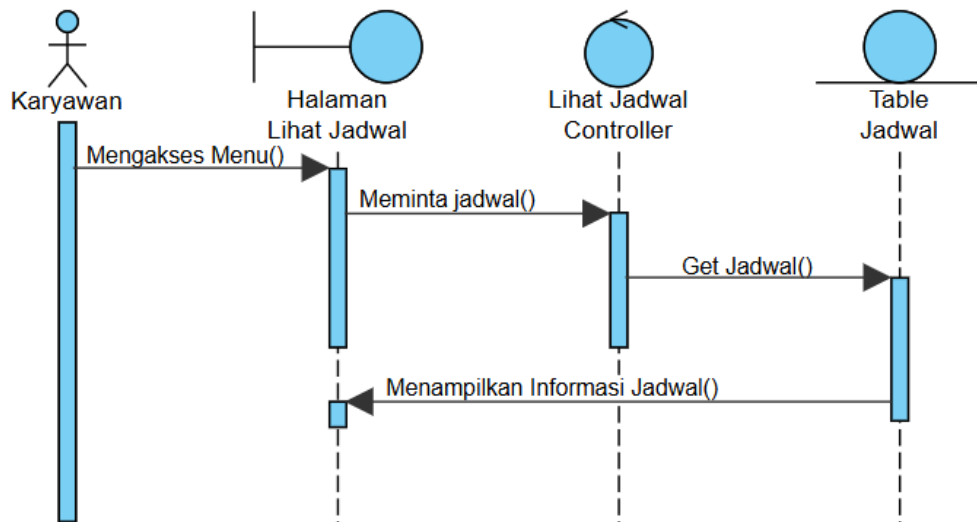 Karyawan
Halaman
Lihat Jadwal
Lihat Jadwal
Controller
Table
Jadwal
Mengakses Menu()
Meminta jadwal()
Get Jadwal()
Menampilkan Informasi Jadwal()